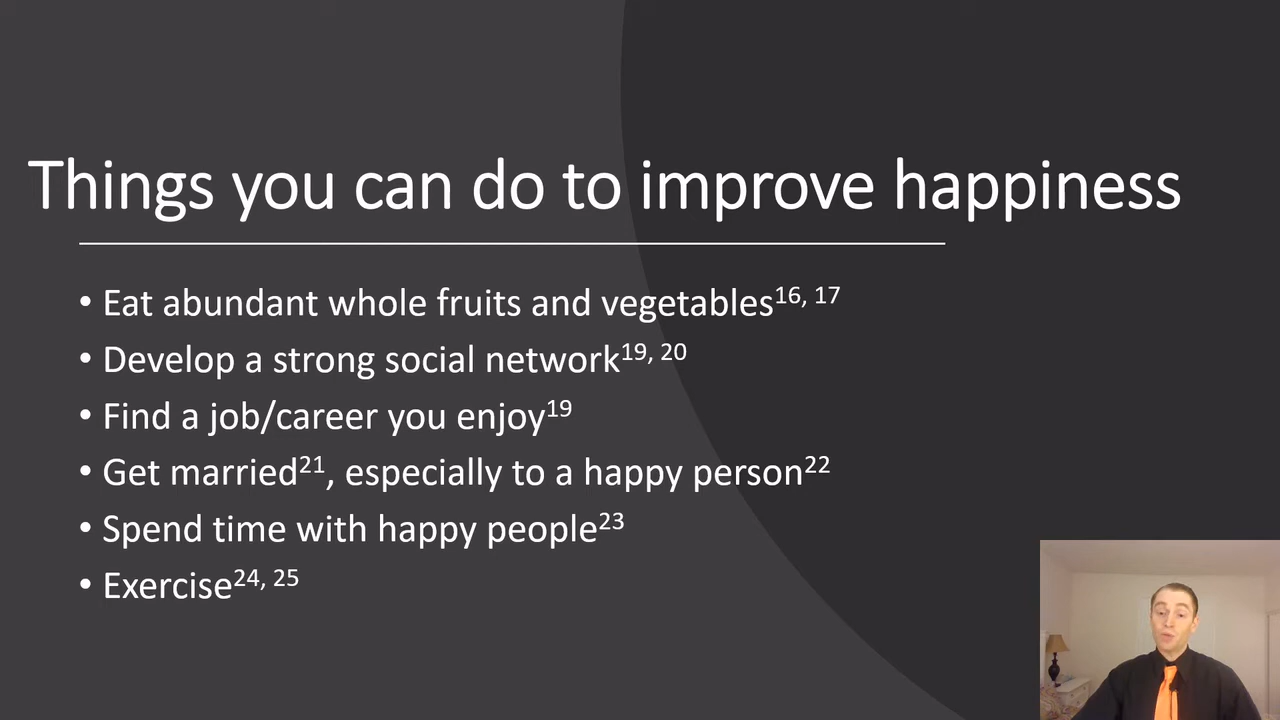 Things you can do to improve happiness
• Eat abundant whole fruits and vegetables16, 17
• Develop a strong social network19, 20
• Find a job/career you enjoy19
• Get married21, especially to a happy person22
• Spend time with happy people23
• Exercise24, 25